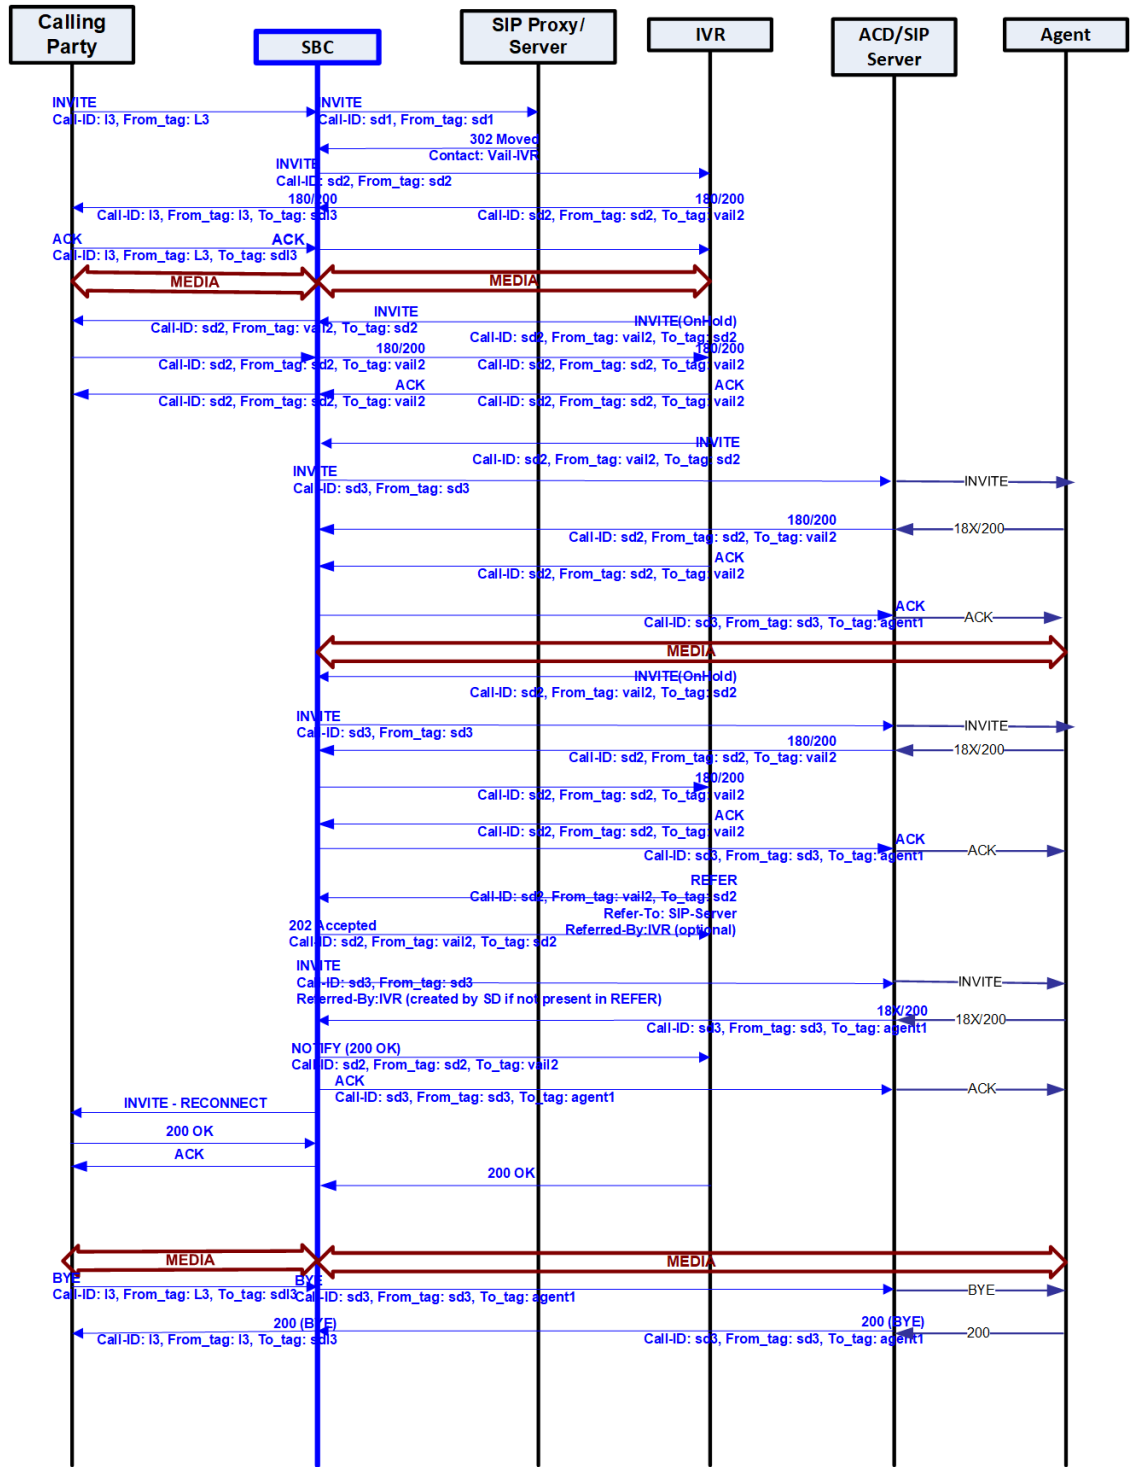 Calling
Party
SBC
SIP Proxy/
Server
IVR
ACD/SIP
Server
Agent
INVITE
Call-ID: l3, From_tag: L3
INVITE
Call-ID: sd1, From_tag: sd1
302 Moved
Contact: Vail-IVR
INVITE
Call-ID: sd2, From_tag: sd2
180/200
Call-ID: l3, From_tag: l3, To_tag: sdl3
180/200
Call-ID: sd2, From_tag: sd2, To_tag: vail2
ACK
Call-ID: l3, From_tag: L3, To_tag: sdl3
ACK
MEDIA
MEDIA
INVITE
Call-ID: sd2, From_tag: vail2, To_tag: sd2
INVITE(OnHold)
Call-ID: sd2, From_tag: vail2, To_tag: sd2
180/200
Call-ID: sd2, From_tag: sd2, To_tag: vail2
180/200
Call-ID: sd2, From_tag: sd2, To_tag: vail2
ACK
Call-ID: sd2, From_tag: sd2, To_tag: vail2
ACK
Call-ID: sd2, From_tag: sd2, To_tag: vail2
INVITE
Call-ID: sd2, From_tag: vail2, To_tag: sd2
INVITE
Call-ID: sd3, From_tag: sd3
INVITE
180/200
Call-ID: sd2, From_tag: sd2, To_tag: vail2
18X/200
ACK
Call-ID: sd2, From_tag: sd2, To_tag: vail2
ACK
Call-ID: sd3, From_tag: sd3, To_tag: agent1
ACK
MEDIA
INVITE(OnHold)
Call-ID: sd2, From_tag: vail2, To_tag: sd2
INVITE
Call-ID: sd3, From_tag: sd3
INVITE
180/200
Call-ID: sd2, From_tag: sd2, To_tag: vail2
18X/200
180/200
Call-ID: sd2, From_tag: sd2, To_tag: vail2
ACK
Call-ID: sd2, From_tag: sd2, To_tag: vail2
ACK
Call-ID: sd3, From_tag: sd3, To_tag: agent1
ACK
REFER
Call-ID: sd2, From_tag: vail2, To_tag: sd2
Refer-To: SIP-Server
Referred-By:IVR (optional)
202 Accepted
Call-ID: sd2, From_tag: vail2, To_tag: sd2
INVITE
Call-ID: sd3, From_tag: sd3
Referred-By:IVR (created by SD if not present in REFER)
INVITE
18X/200
Call-ID: sd3, From_tag: sd3, To_tag: agent1
18X/200
NOTIFY (200 OK)
Call-ID: sd2, From_tag: sd2, To_tag: vail2
ACK
Call-ID: sd3, From_tag: sd3, To_tag: agent1
ACK
INVITE - RECONNECT
200 OK
ACK
200 OK
MEDIA
MEDIA
BYE
Call-ID: l3, From_tag: L3, To_tag: sdl3
BYE
Call-ID: sd3, From_tag: sd3, To_tag: agent1
BYE
200 (BYE)
Call-ID: l3, From_tag: l3, To_tag: sdl3
200 (BYE)
Call-ID: sd3, From_tag: sd3, To_tag: agent1
200